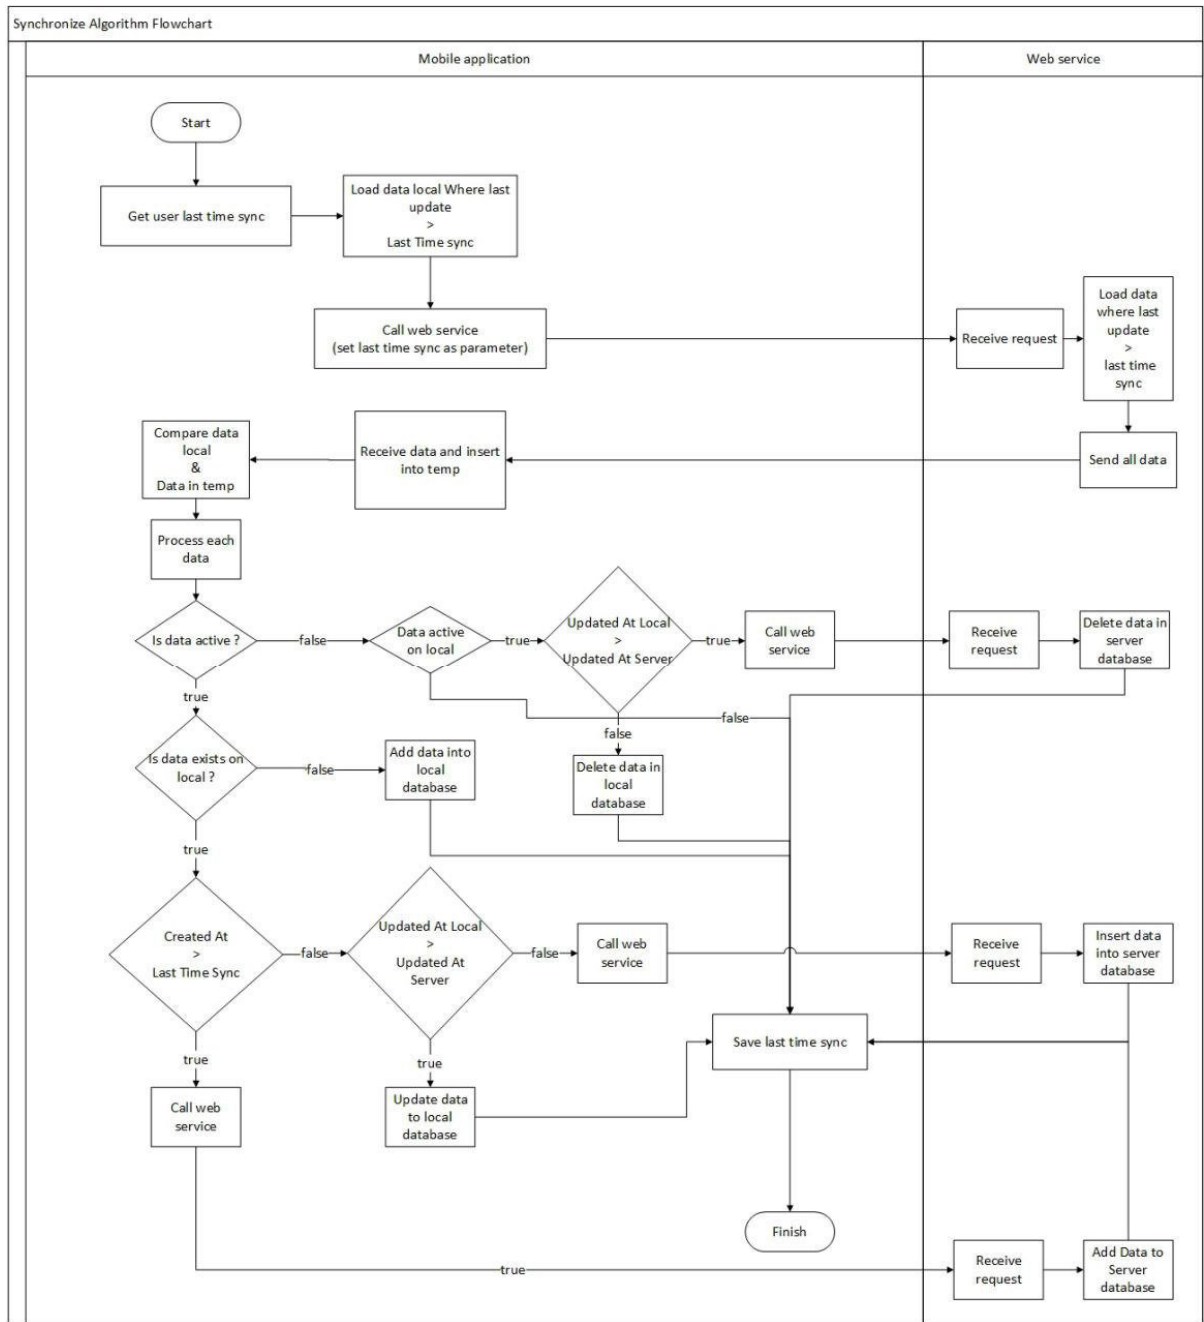 Synchronize Algorithm Flowchart
Mobile application
Web service
Start
Get user last time sync
Load data local Where last
update
>
Last Time sync
Call web service
(set last time sync as parameter)
Receive request
Load data
where last
update
>
last time
sync
Send all data
Receive data and insert
into temp
Compare data
local
&
Data in temp
Process each
data
Is data active ?
false
Data active
on local
true
Updated At Local
>
Updated At Server
true
Call web
service
Receive
request
Delete data in
server
database
true
false
false
Is data exists on
local ?
false
Add data into
local
database
Delete data in
local
database
true
Created At
>
Last Time Sync
false
Updated At Local
>
Updated At
Server
false
Call web
service
Receive
request
Insert data
into server
database
true
true
Save last time sync
Call web
service
Update data
to local
database
Finish
true
Receive
request
Add Data to
Server
database